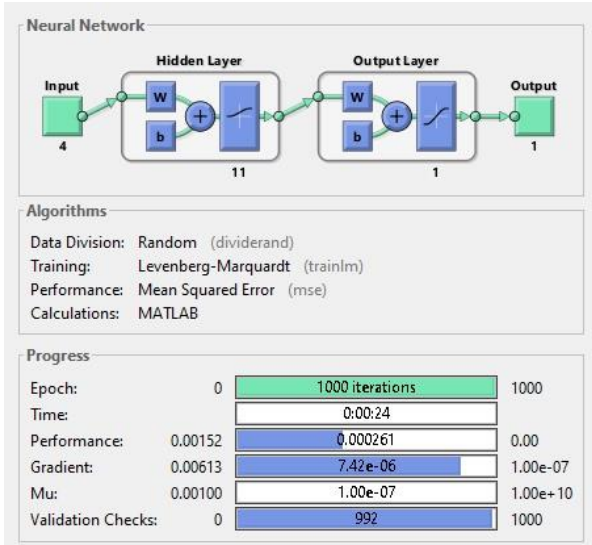 Neural Network
Hidden Layer Output Layer
Input Output
W W
+ +
b b
4 1
11 1
Algorithms
Data Division: Random (dividerand)
Training: Levenberg-Marquardt (trainlm)
Performance: Mean Squared Error (mse)
Calculations: MATLAB
Progress
Epoch: 0 1000 iterations 1000
Time: 0:00:24
Performance: 0.00152 0.000261 0.00
Gradient: 0.00613 7.42e-06 1.00e-07
Mu: 0.00100 1.00e-07 1.00e+10
Validation Checks: 0 992 1000